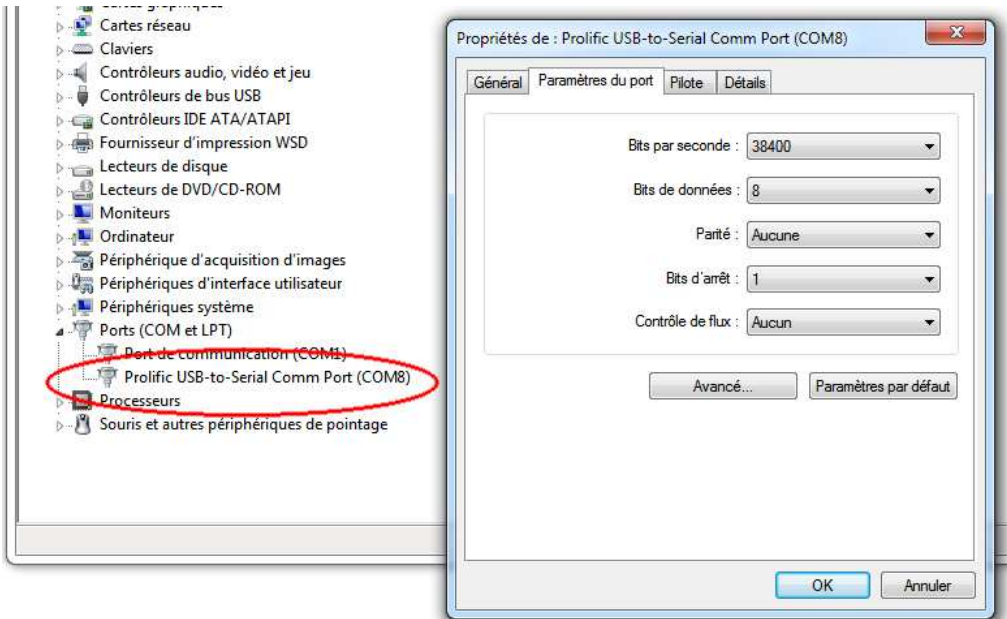 Cartes graphiques
Cartes réseau
Claviers
Contrôleurs audio, vidéo et jeu
Contrôleurs de bus USB
Contrôleurs IDE ATA/ATAPI
Fournisseur d'impression WSD
Lecteurs de disque
Lecteurs de DVD/CD-ROM
Moniteurs
Ordinateur
Périphérique d'acquisition d'images
Périphériques d'interface utilisateur
Périphériques système
Ports (COM et LPT)
Port de communication (COM1)
Prolific USB-to-Serial Comm Port (COM8)
Processeurs
Souris et autres périphériques de pointage
Propriétés de : Prolific USB-to-Serial Comm Port (COM8)
Général Paramètres du port Pilote Détails
Bits par seconde : 38400
Bits de données : 8
Parité : Aucune
Bits d'arrêt : 1
Contrôle de flux : Aucun
Avancé... Paramètres par défaut
OK Annuler